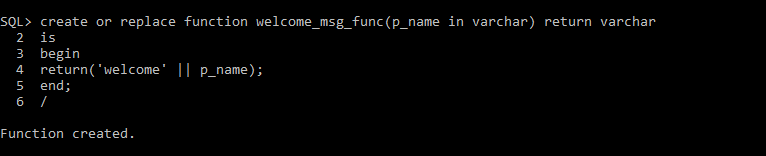 SQL> create or replace function welcome_msg_func(p_name in varchar) return varchar
  2  is
  3  begin
  4  return('welcome' || p_name);
  5  end;
  6  /
Function created.